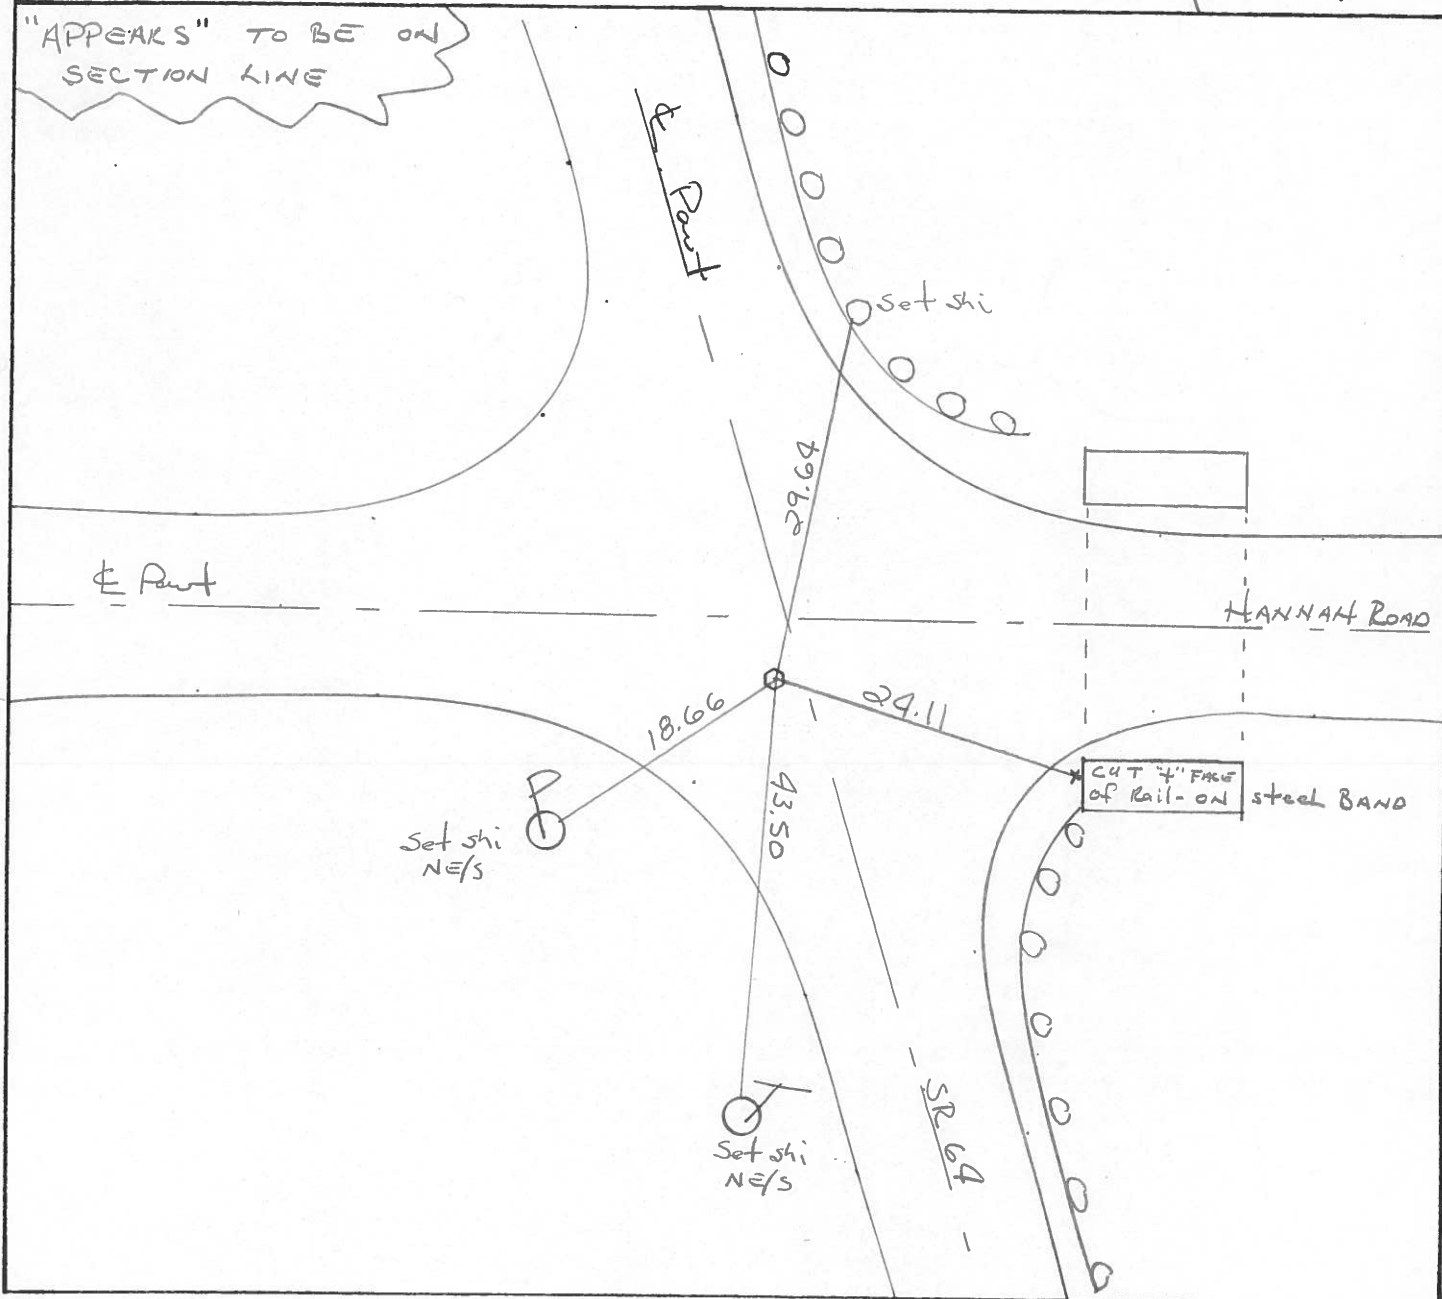 "APPEARS" TO BE ON
SECTION LINE
℄ Pavt
Set shi
29.64
℄ Pavt
HANNAH ROAD
18.66
24.11
43.50
P
Set shi
NE/S
CUT "+" FACE
of Rail-ON steel BAND
T
Set shi
NE/S
SR 64